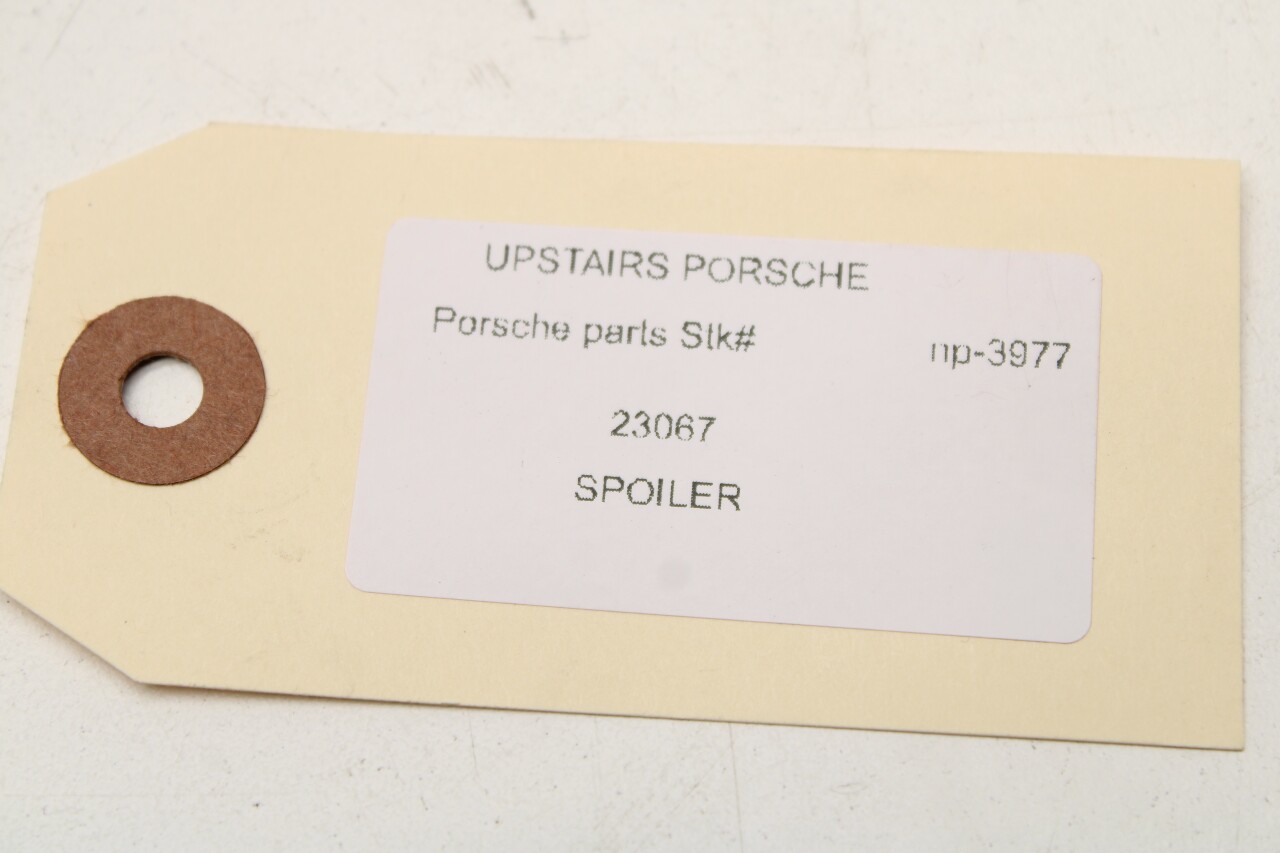 UPSTAIRS PORSCHE
Porsche parts Stk# np-3977
23067
SPOILER